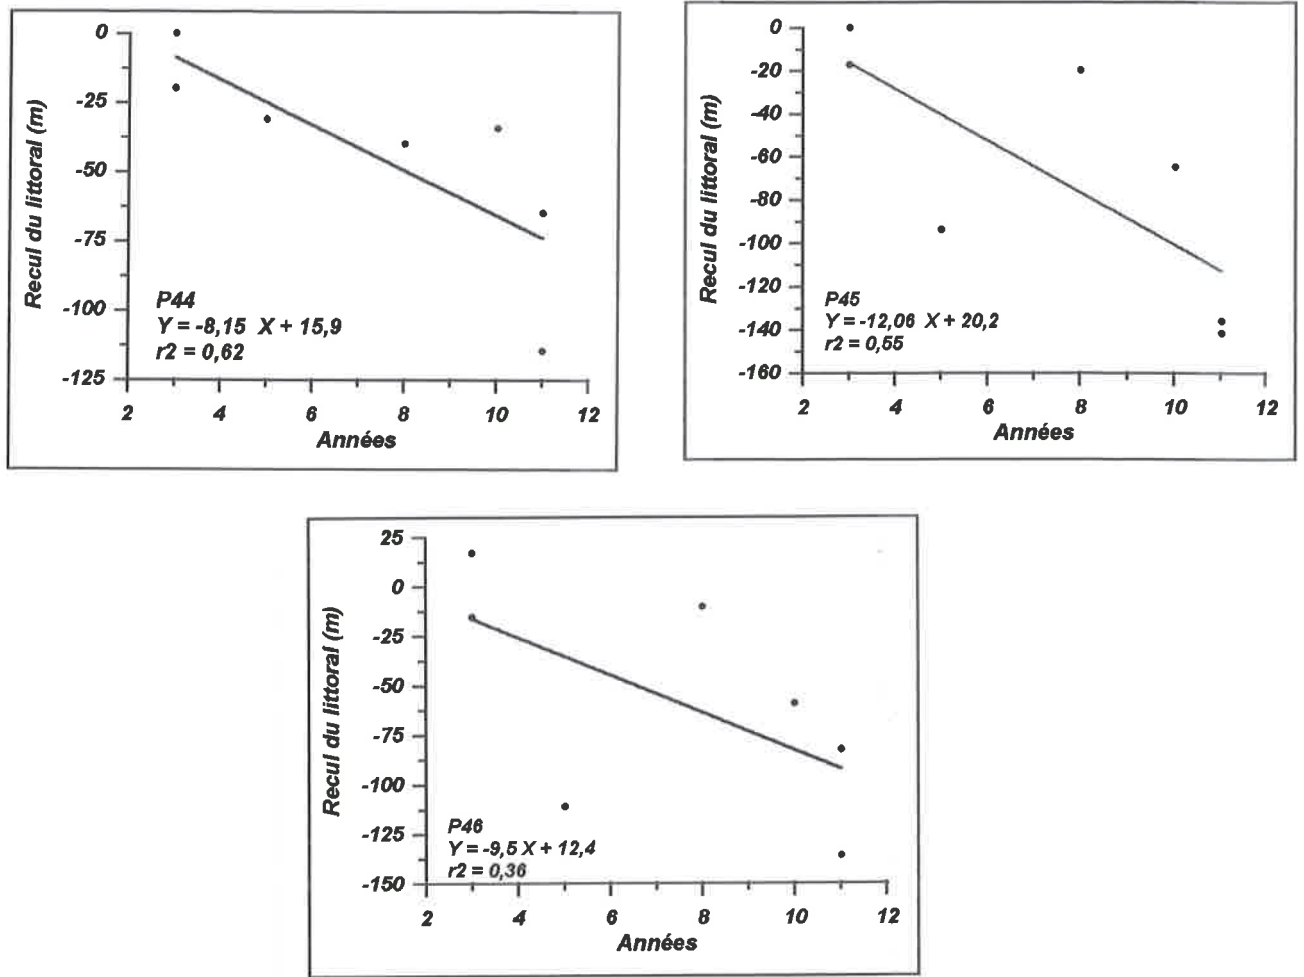 0
-25
-50
-75
-100
-125
Recul du littoral (m)
P44
Y = -8,15 X + 15,9
r2 = 0,62
2 4 6 8 10 12
Années
0
-20
-40
-60
-80
-100
-120
-140
-160
Recul du littoral (m)
P45
Y = -12,06 X + 20,2
r2 = 0,55
2 4 6 8 10 12
Années
25
0
-25
-50
-75
-100
-125
-150
Recul du littoral (m)
P46
Y = -9,5 X + 12,4
r2 = 0,36
2 4 6 8 10 12
Années